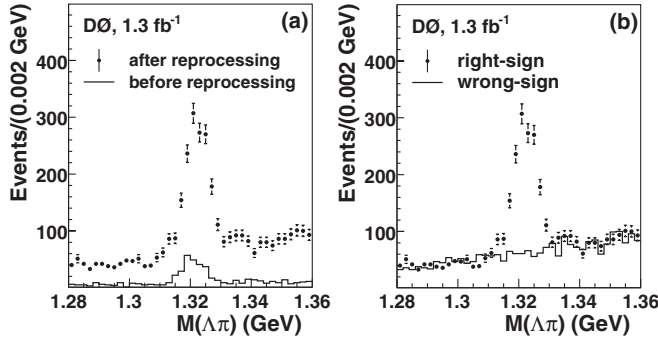 DØ, 1.3 fb⁻¹ (a)
after reprocessing
before reprocessing
Events/(0.002 GeV)
400
300
200
100
1.28 1.3 1.32 1.34 1.36
M(Λπ) (GeV)
DØ, 1.3 fb⁻¹ (b)
right-sign
wrong-sign
Events/(0.002 GeV)
400
300
200
100
1.28 1.3 1.32 1.34 1.36
M(Λπ) (GeV)